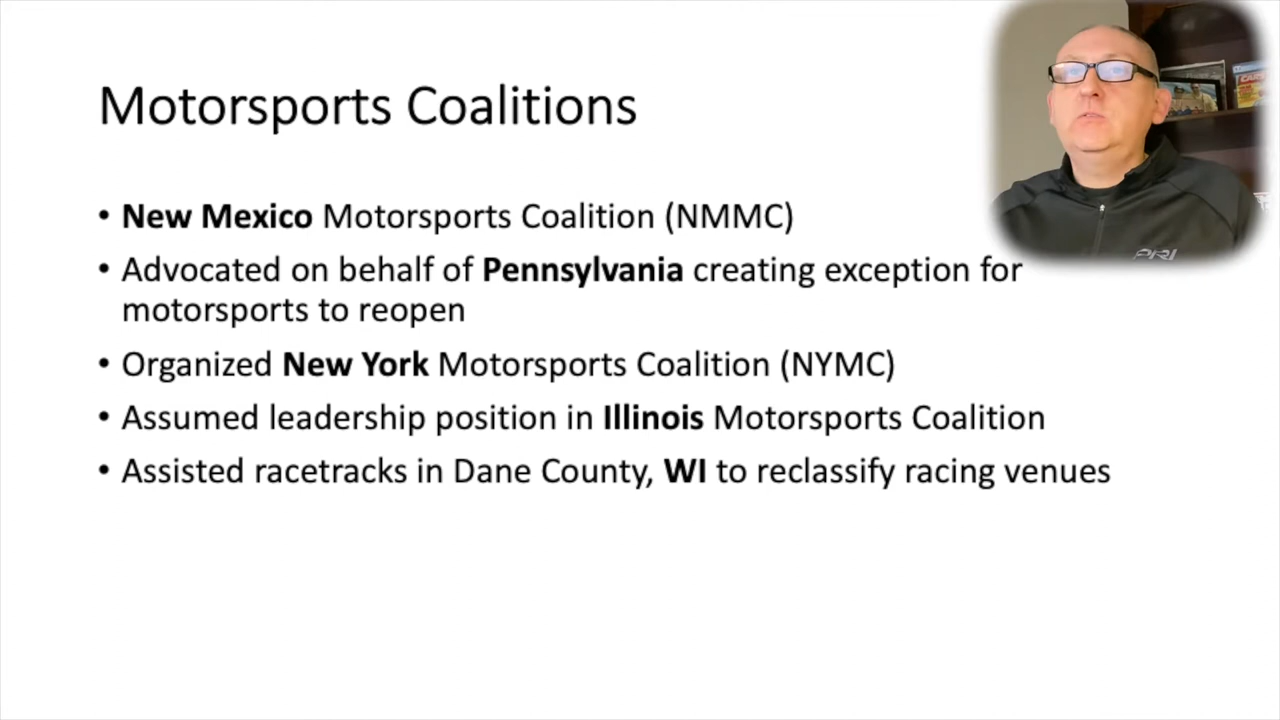 Motorsports Coalitions
• New Mexico Motorsports Coalition (NMMC)
• Advocated on behalf of Pennsylvania creating exception for
motorsports to reopen
• Organized New York Motorsports Coalition (NYMC)
• Assumed leadership position in Illinois Motorsports Coalition
• Assisted racetracks in Dane County, WI to reclassify racing venues
PRI